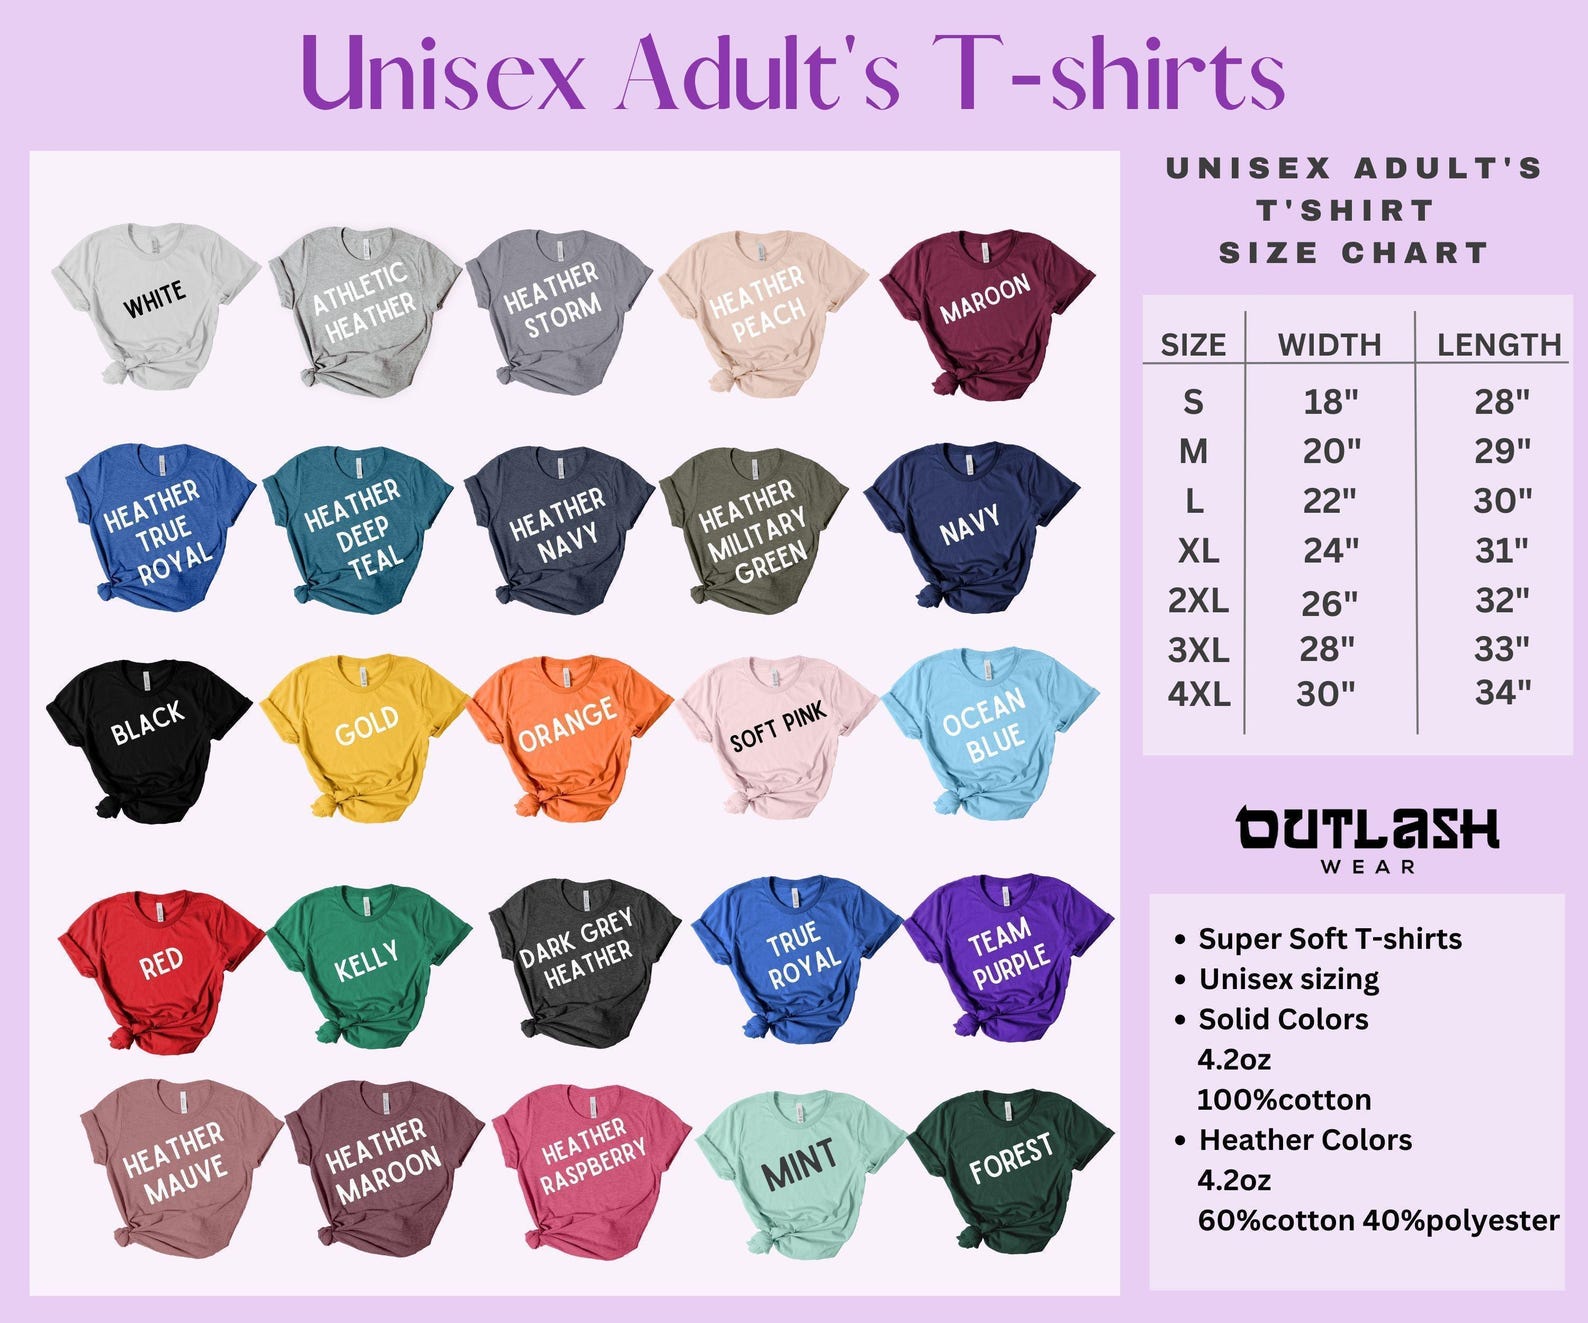 Unisex Adult's T-shirts
WHITE
ATHLETIC
HEATHER
HEATHER
STORM
HEATHER
PEACH
MAROON
HEATHER
TRUE
ROYAL
HEATHER
DEEP
TEAL
HEATHER
NAVY
HEATHER
MILITARY
GREEN
NAVY
BLACK
GOLD
ORANGE
SOFT PINK
OCEAN
BLUE
RED
KELLY
DARK GREY
HEATHER
TRUE
ROYAL
TEAM
PURPLE
HEATHER
MAUVE
HEATHER
MAROON
HEATHER
RASPBERRY
MINT
FOREST
UNISEX ADULT'S
T'SHIRT
SIZE CHART
SIZE WIDTH LENGTH
S 18" 28"
M 20" 29"
L 22" 30"
XL 24" 31"
2XL 26" 32"
3XL 28" 33"
4XL 30" 34"
OUTLASH
WEAR
• Super Soft T-shirts
• Unisex sizing
• Solid Colors
4.2oz
100%cotton
• Heather Colors
4.2oz
60%cotton 40%polyester